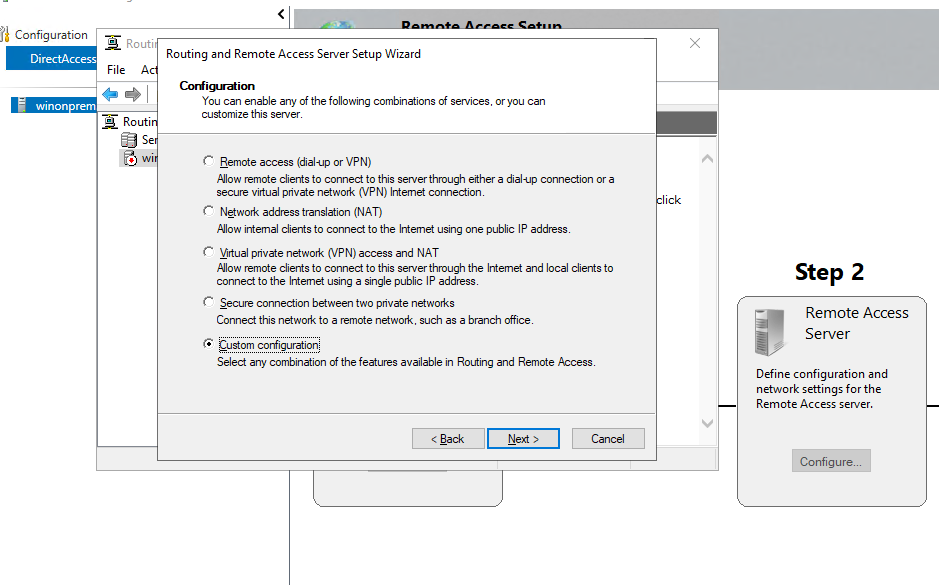 Configuration
Remote Access Setup
DirectAccess
winonprem
Routin
File Act
Routin
Ser
win
click
Routing and Remote Access Server Setup Wizard
Configuration
You can enable any of the following combinations of services, or you can
customize this server.
Remote access (dial-up or VPN)
Allow remote clients to connect to this server through either a dial-up connection or a
secure virtual private network (VPN) Internet connection.
Network address translation (NAT)
Allow internal clients to connect to the Internet using one public IP address.
Virtual private network (VPN) access and NAT
Allow remote clients to connect to this server through the Internet and local clients to
connect to the Internet using a single public IP address.
Secure connection between two private networks
Connect this network to a remote network, such as a branch office.
Custom configuration
Select any combination of the features available in Routing and Remote Access.
< Back Next > Cancel
Step 2
Remote Access
Server
Define configuration and
network settings for the
Remote Access server.
Configure...